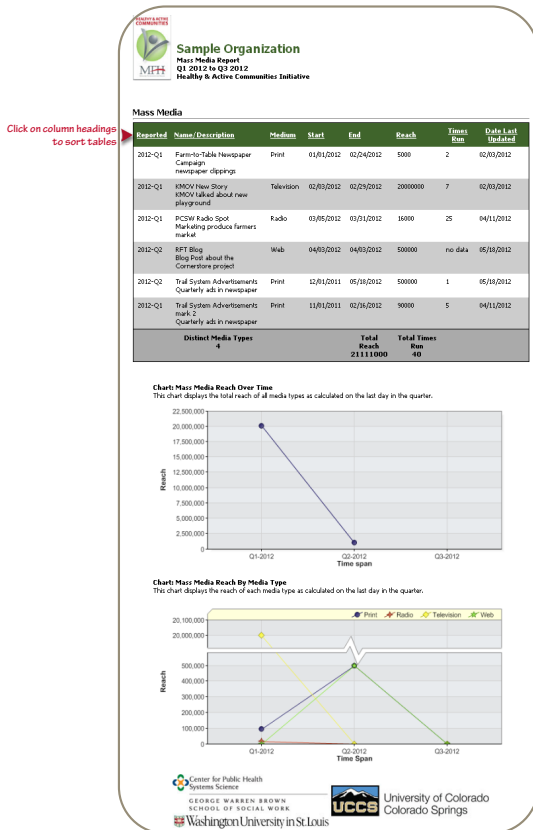 HEALTHY & ACTIVE
COMMUNITIES
MFH
Sample Organization
Mass Media Report
Q1 2012 to Q3 2012
Healthy & Active Communities Initiative
Mass Media
Click on column headings
to sort tables
Reported Name/Description Medium Start End Reach Times Run Date Last Updated
2012-Q1 Farm-to-Table Newspaper Campaign Print 01/01/2012 02/24/2012 5000 2 02/03/2012
newspaper clippings
2012-Q1 KMOV New Story Television 02/03/2012 02/29/2012 20000000 7 02/03/2012
KMOV talked about new
playground
2012-Q1 PCSW Radio Spot Radio 03/05/2012 03/31/2012 16000 25 04/11/2012
Marketing produce farmers
market
2012-Q2 RFT Blog Web 04/03/2012 04/03/2012 500000 no data 05/18/2012
Blog Post about the
Cornerstore project
2012-Q2 Trail System Advertisements Print 12/01/2011 05/18/2012 500000 1 05/18/2012
Quarterly ads in newspaper
2012-Q1 Trail System Advertisements Print 11/01/2011 02/16/2012 90000 5 04/11/2012
mark 2
Quarterly ads in newspaper
Distinct Media Types Total Total Times
4 Reach Run
21111000 40
Chart: Mass Media Reach Over Time
This chart displays the total reach of all media types as calculated on the last day in the quarter.
22,500,000
20,000,000
17,500,000
15,000,000
12,500,000
10,000,000
7,500,000
5,000,000
2,500,000
0
Reach
Q1-2012 Q2-2012 Q3-2012
Time span
Chart: Mass Media Reach By Media Type
This chart displays the reach of each media type as calculated on the last day in the quarter.
Print Radio Television Web
20,100,000
20,000,000
500,000
400,000
300,000
200,000
100,000
0
Reach
Q1-2012 Q2-2012 Q3-2012
Time Span
Center for Public Health
Systems Science
GEORGE WARREN BROWN
SCHOOL OF SOCIAL WORK
Washington University in St. Louis
UCCS
University of Colorado
Colorado Springs